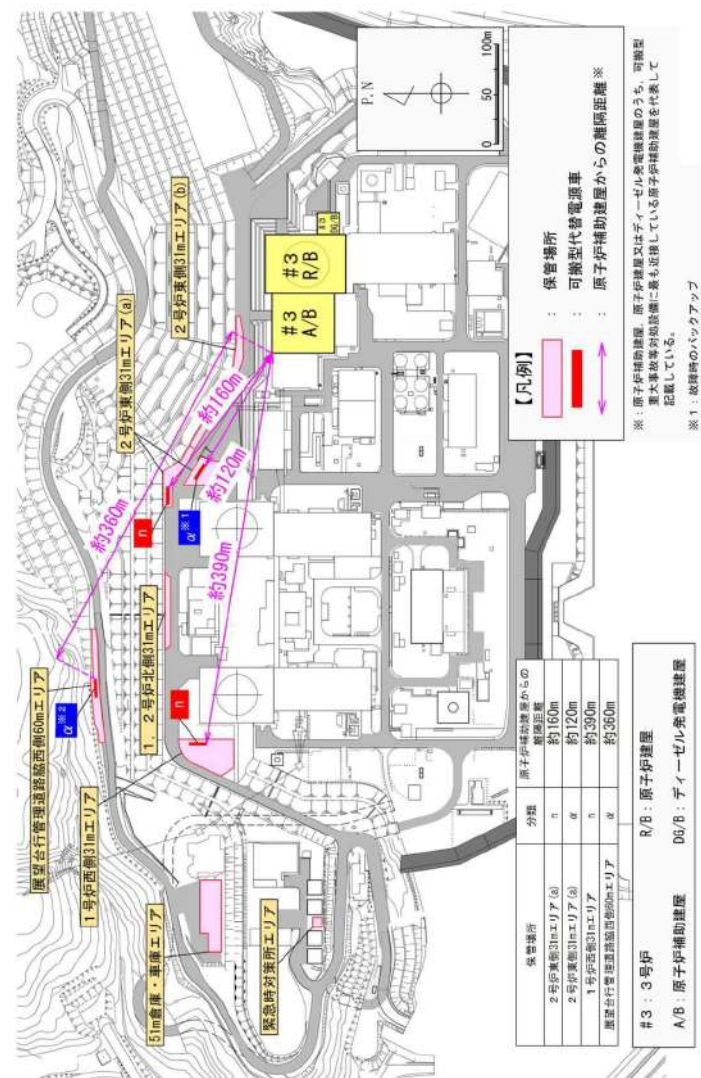 展望台行管理道路脇西側60mエリア
1号炉西側31mエリア
51m倉庫・車庫エリア
緊急時対策所エリア
1，2号炉北側31mエリア
2号炉東側31mエリア(a)
2号炉東側31mエリア(b)
α※2
n
n
α※1
約360m
約160m
約120m
約390m
#3
A/B
#3
R/B
#3
DG/B
P.N
0 50 100m
【凡例】
： 保管場所
： 可搬型代替電源車
： 原子炉補助建屋からの離隔距離※
※：原子炉補助建屋，原子炉建屋又はディーゼル発電機建屋のうち，可搬型
重大事故等対処設備に最も近接している原子炉補助建屋を代表して
記載している。
※1：故障時のバックアップ
保管場所 分類 原子炉補助建屋からの
離隔距離
2号炉東側31mエリア(a) n 約160m
2号炉東側31mエリア(a) α 約120m
1号炉西側31mエリア n 約390m
展望台行管理道路脇西側60mエリア α 約360m
#3：3号炉 R/B：原子炉建屋
A/B：原子炉補助建屋 DG/B：ディーゼル発電機建屋